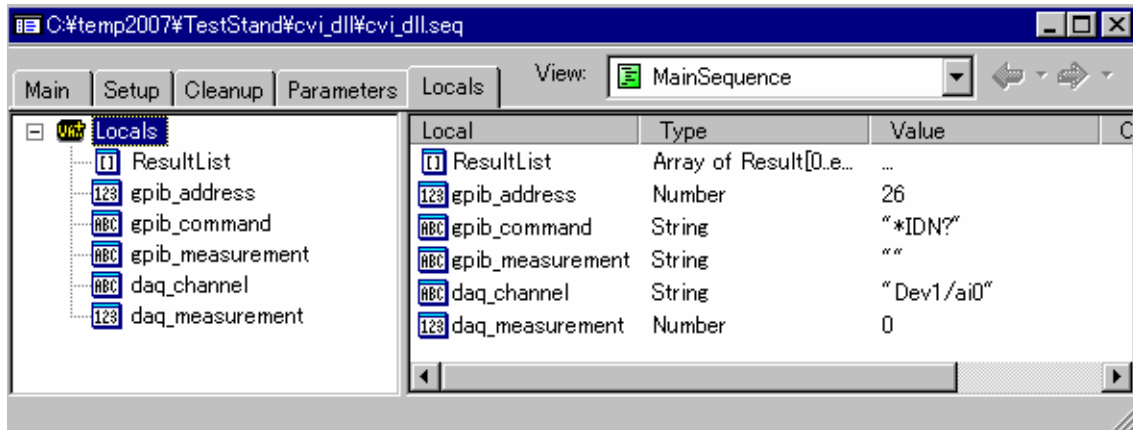 C:¥temp2007¥TestStand¥cvi_dll¥cvi_dll.seq
Main Setup Cleanup Parameters Locals View: MainSequence
Locals
ResultList
gpib_address
gpib_command
gpib_measurement
daq_channel
daq_measurement
Local Type Value C
ResultList Array of Result[0..e... ...
gpib_address Number 26
gpib_command String "*IDN?"
gpib_measurement String ""
daq_channel String "Dev1/ai0"
daq_measurement Number 0